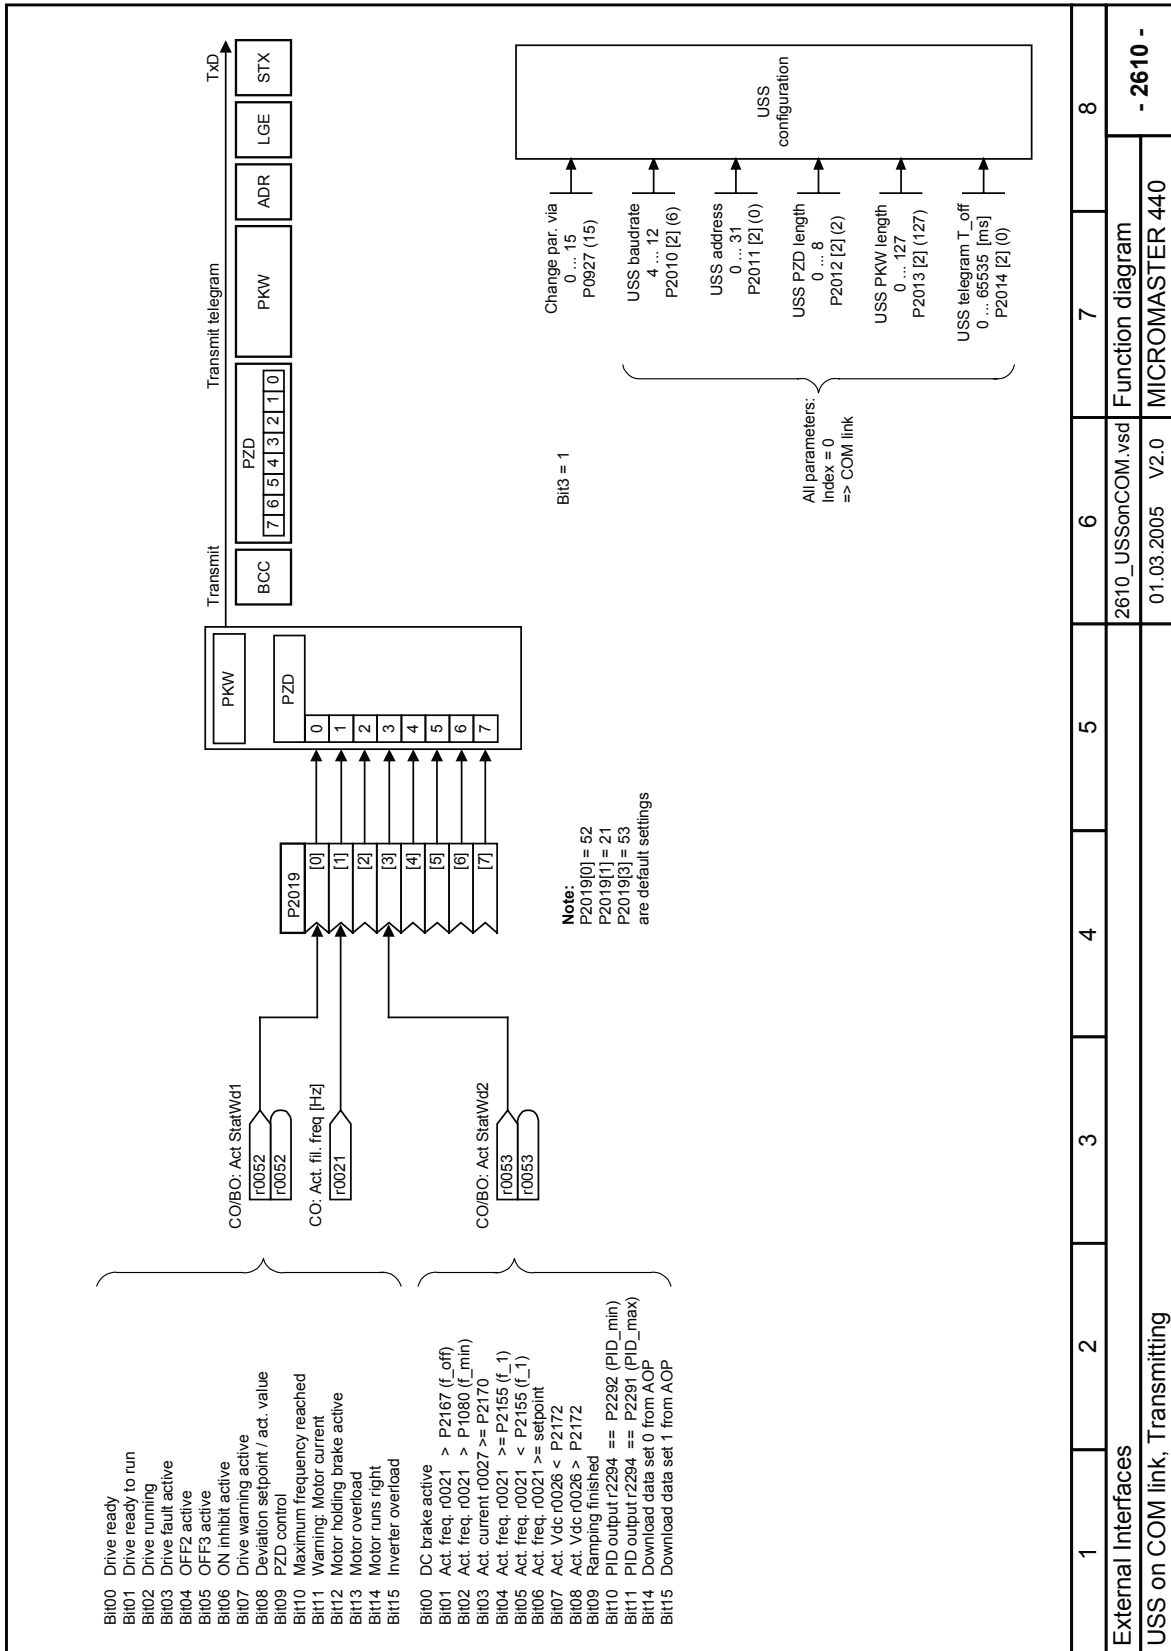 Bit00 Drive ready
Bit01 Drive ready to run
Bit02 Drive running
Bit03 Drive fault active
Bit04 OFF2 active
Bit05 OFF3 active
Bit06 ON inhibit active
Bit07 Drive warning active
Bit08 Deviation setpoint / act. value
Bit09 PZD control
Bit10 Maximum frequency reached
Bit11 Warning: Motor current
Bit12 Motor holding brake active
Bit13 Motor overload
Bit14 Motor runs right
Bit15 Inverter overload
Bit00 DC brake active
Bit01 Act. freq. r0021 > P2167 (f_off)
Bit02 Act. freq. r0021 > P1080 (f_min)
Bit03 Act. current r0027 >= P2170
Bit04 Act. freq. r0021 >= P2155 (f_1)
Bit05 Act. freq. r0021 < P2155 (f_1)
Bit06 Act. freq. r0021 >= setpoint
Bit07 Act. Vdc r0026 < P2172
Bit08 Act. Vdc r0026 > P2172
Bit09 Ramping finished
Bit10 PID output r2294 == P2292 (PID_min)
Bit11 PID output r2294 == P2291 (PID_max)
Bit14 Download data set 0 from AOP
Bit15 Download data set 1 from AOP
CO/BO: Act StatWd1
r0052
r0052
CO: Act. fil. freq [Hz]
r0021
CO/BO: Act StatWd2
r0053
r0053
P2019
[0]
[1]
[2]
[3]
[4]
[5]
[6]
[7]
Note:
P2019[0] = 52
P2019[1] = 21
P2019[3] = 53
are default settings
PKW
PZD
0
1
2
3
4
5
6
7
Transmit
Transmit telegram
TxD
BCC
PZD
7 6 5 4 3 2 1 0
PKW
ADR
LGE
STX
Bit3 = 1
Change par. via
0 ... 15
P0927 (15)
All parameters:
Index = 0
=> COM link
USS baudrate
4 ... 12
P2010 [2] (6)
USS address
0 ... 31
P2011 [2] (0)
USS PZD length
0 ... 8
P2012 [2] (2)
USS PKW length
0 ... 127
P2013 [2] (127)
USS telegram T_off
0 ... 65535 [ms]
P2014 [2] (0)
USS
configuration
1 2 3 4 5 6 7 8
External Interfaces
2610_USSonCOM.vsd
Function diagram
- 2610 -
USS on COM link, Transmitting
01.03.2005 V2.0
MICROMASTER 440